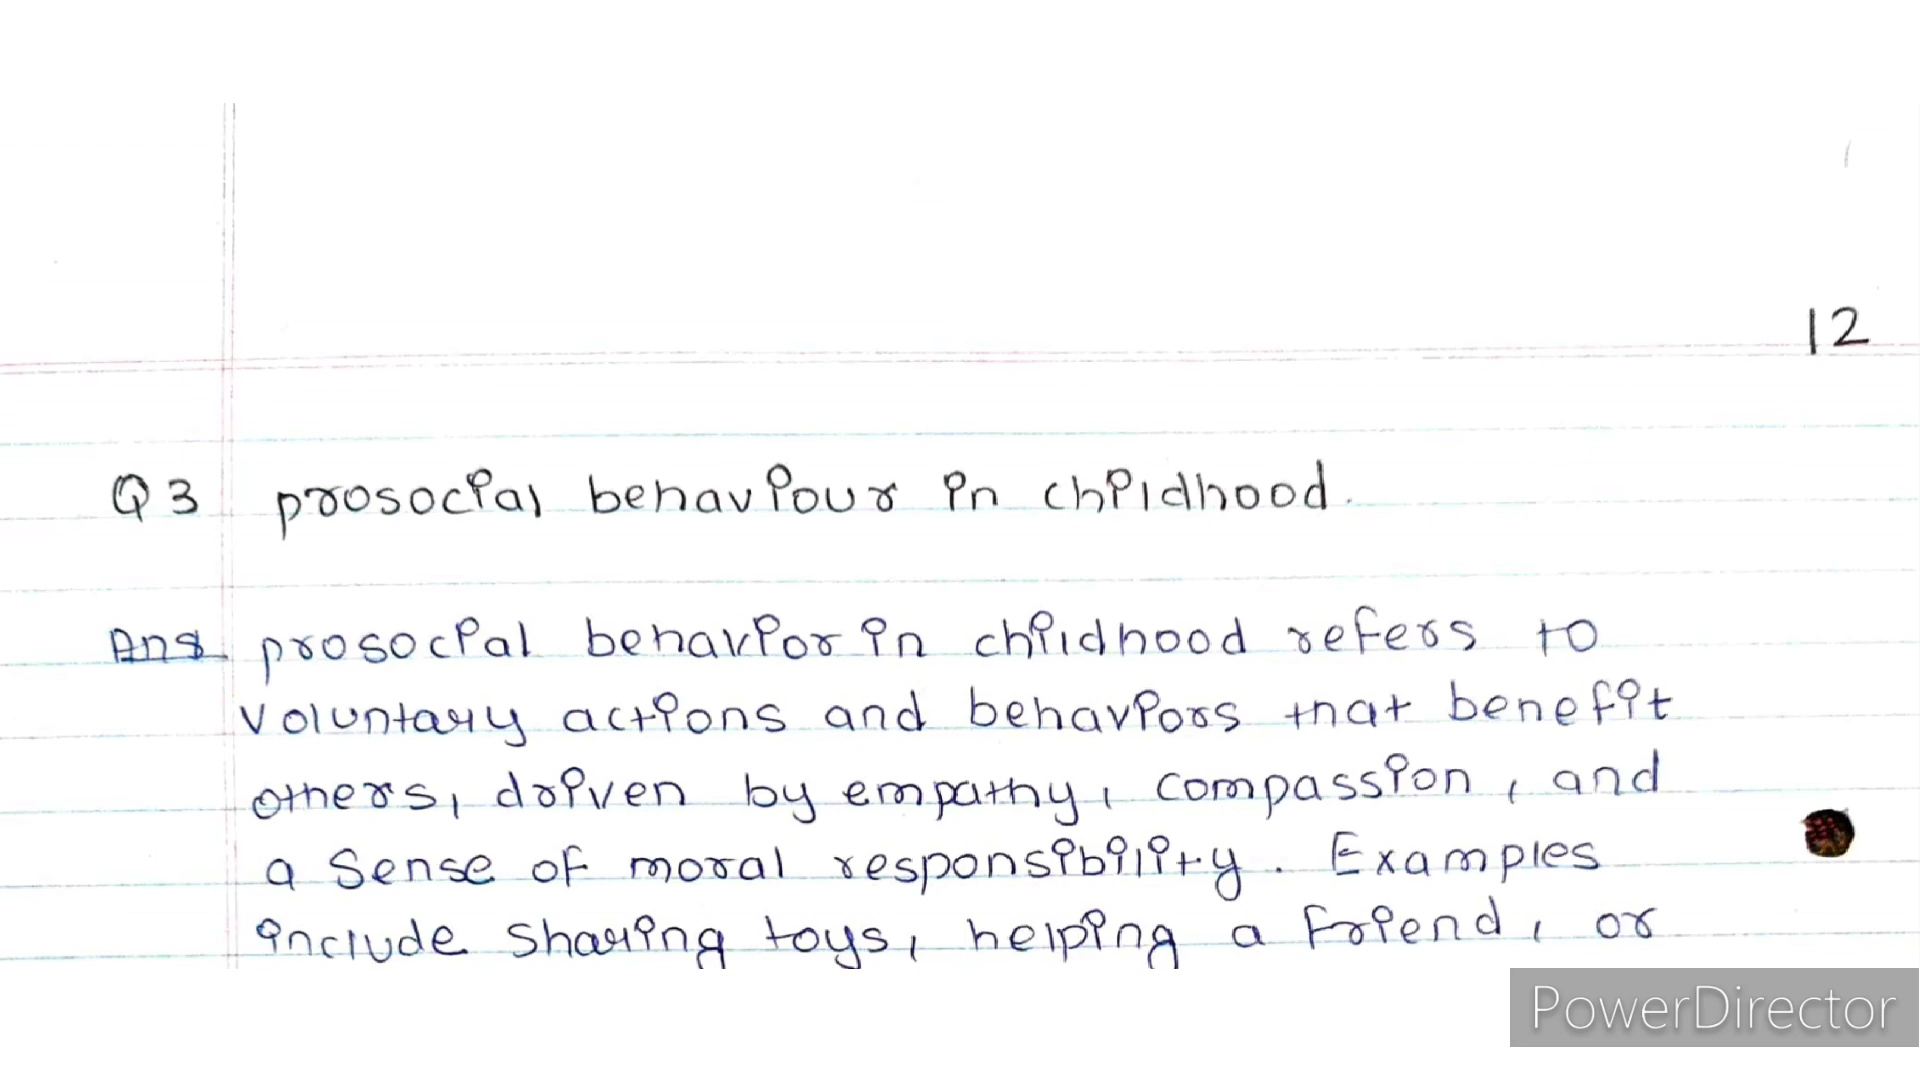 12
Q3 prosocial behaviour in childhood.
Ans prosocial behavior in childhood refers to
voluntary actions and behaviors that benefit
others, driven by empathy, compassion, and
a sense of moral responsibility. Examples
include sharing toys, helping a friend, or
PowerDirector